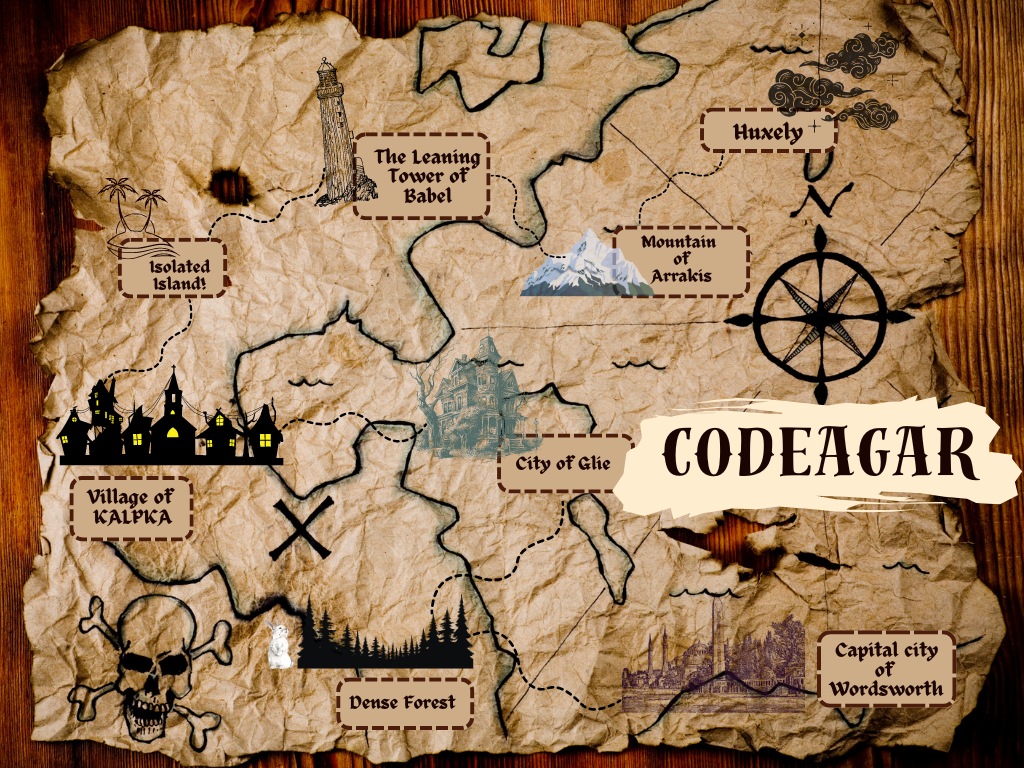 Huxely
The Leaning
Tower of
Babel
N
Mountain
of
Arrakis
Isolated
Island!
CODEAGAR
City of Glie
Village of
KALPKA
Capital city
of
Wordsworth
Dense Forest